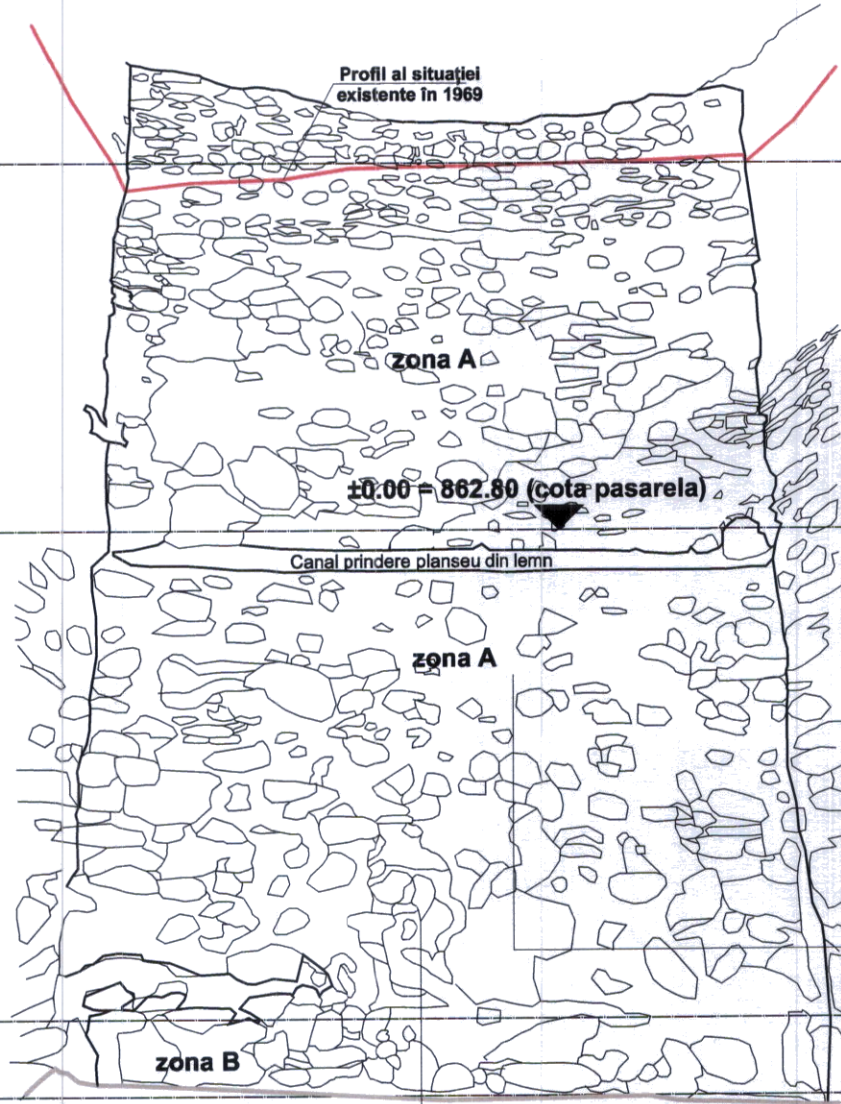 Profil al situației
existente în 1969
zona A
±0.00 = 862.80 (cota pasarela)
Canal prindere planseu din lemn
zona A
zona B